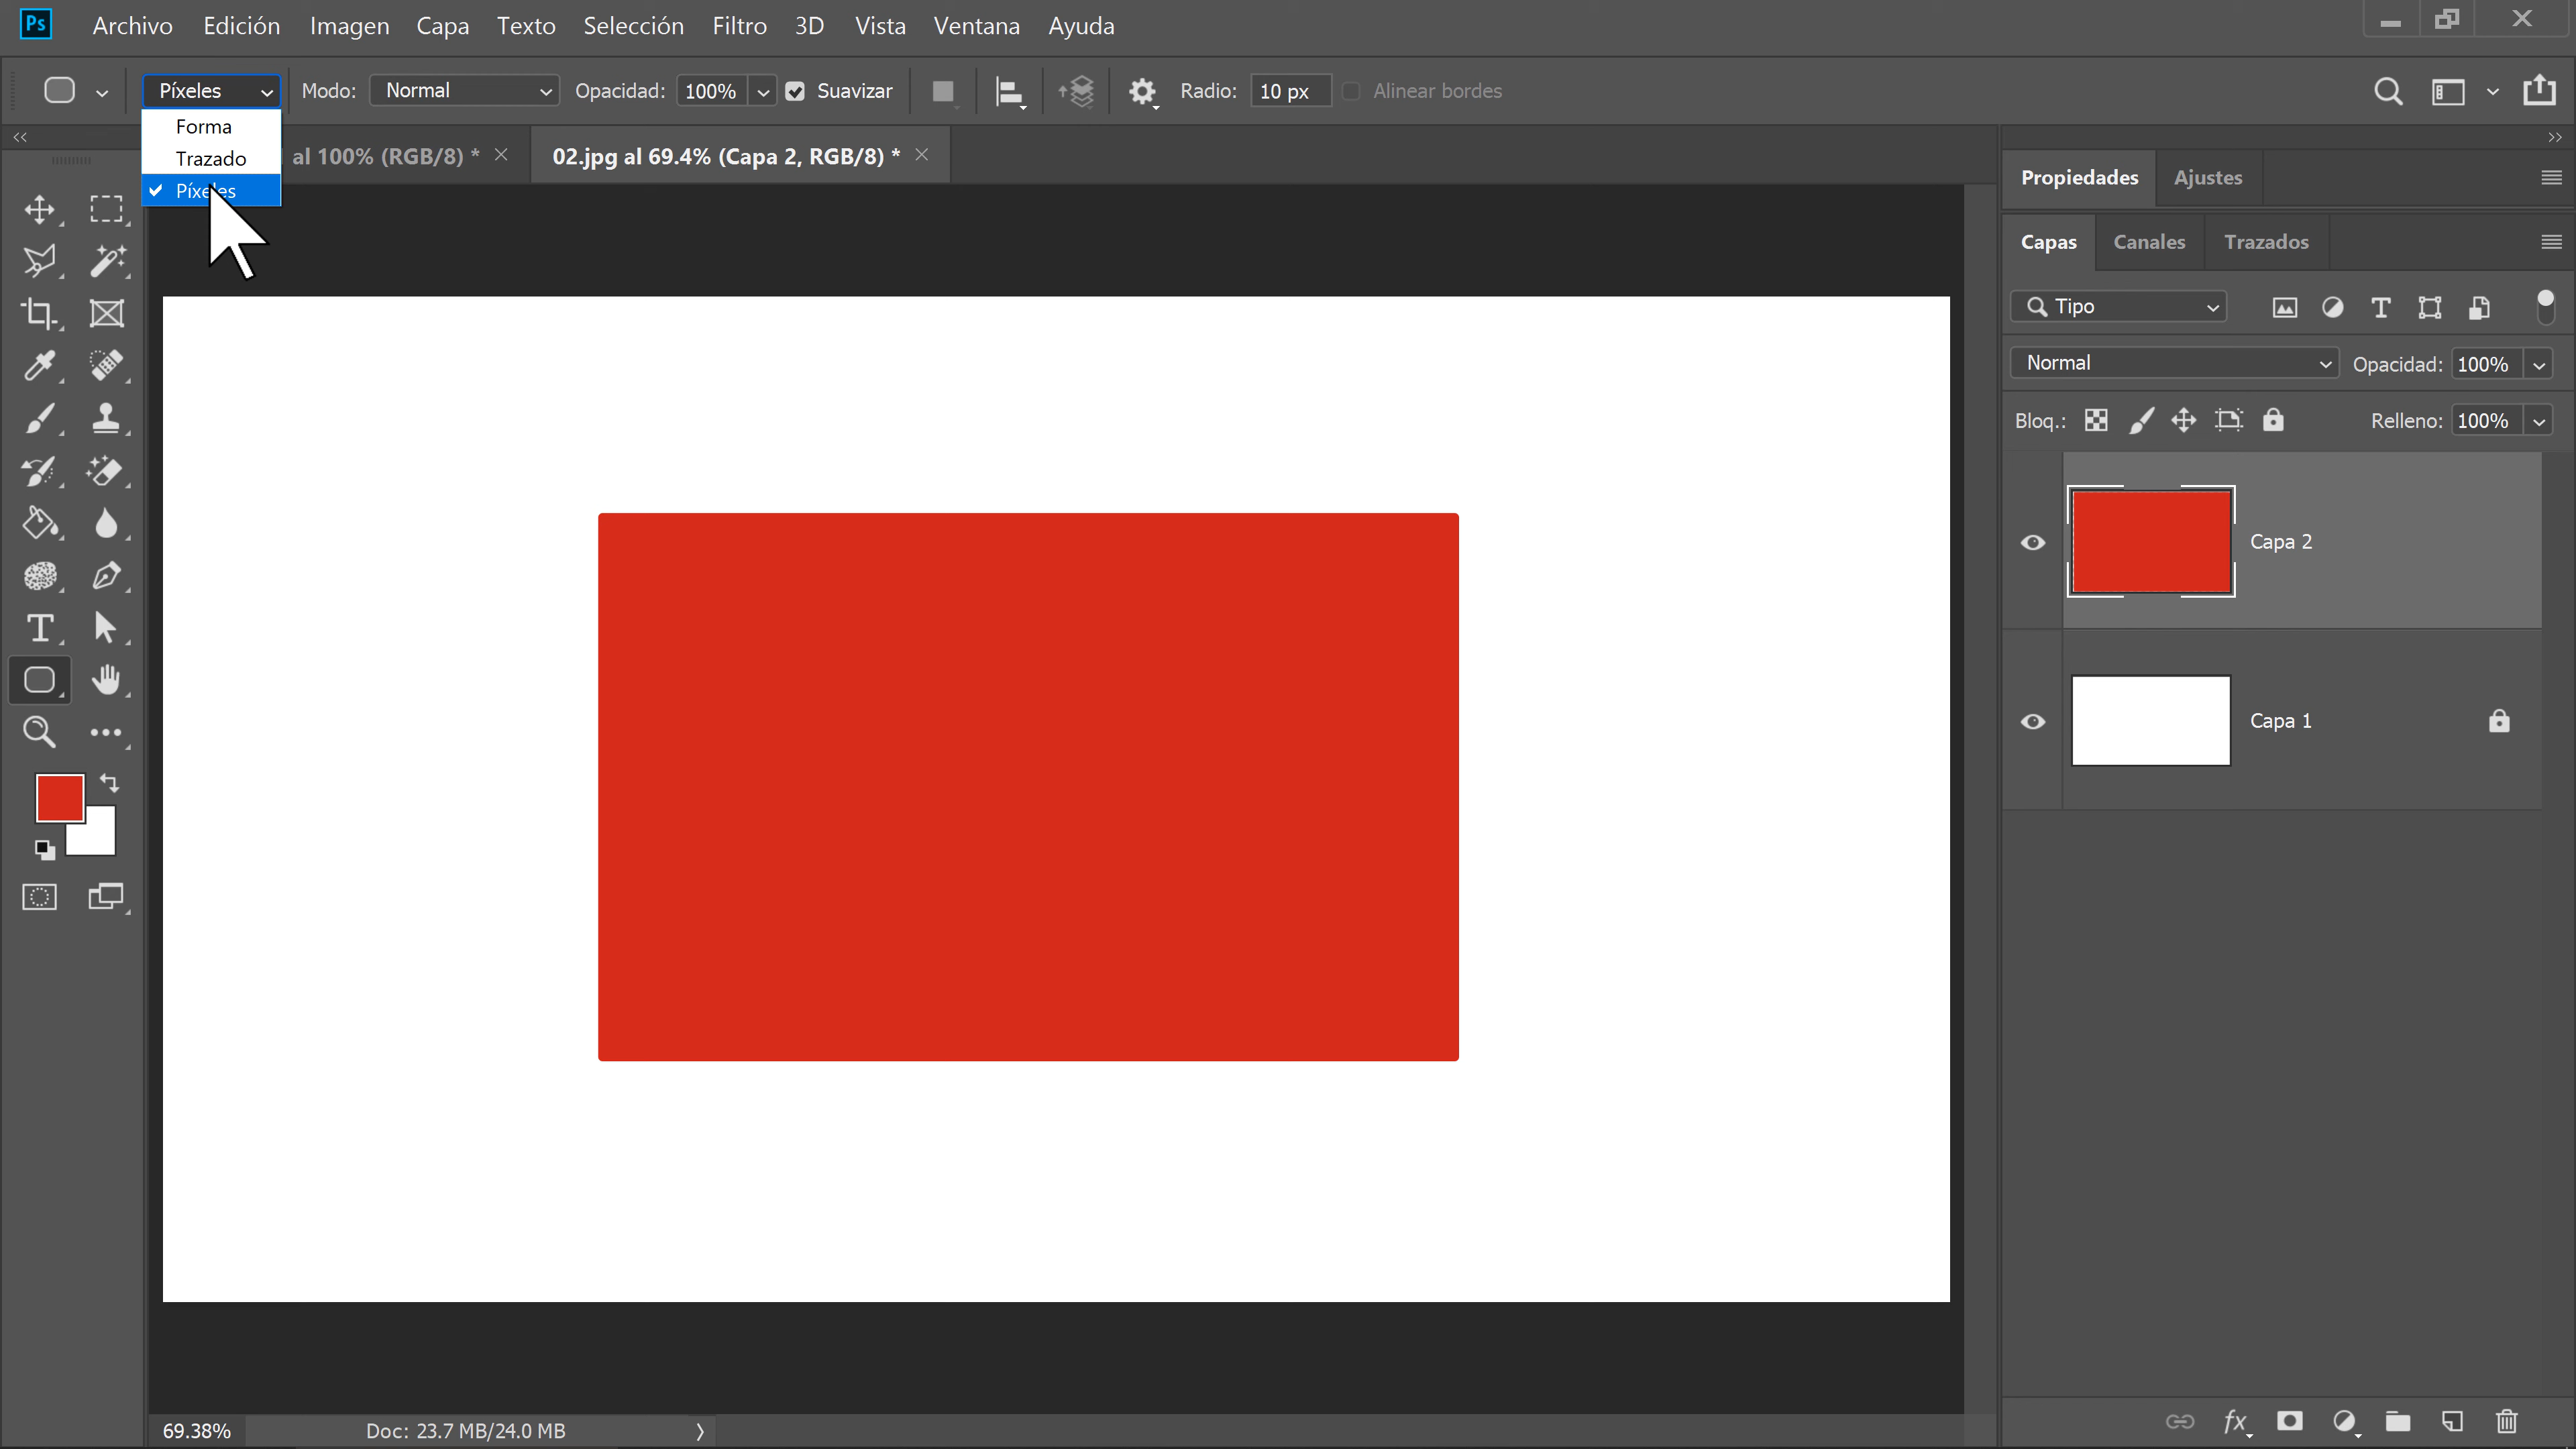 Ps Archivo Edición Imagen Capa Texto Selección Filtro 3D Vista Ventana Ayuda
Píxeles Modo: Normal Opacidad: 100% Suavizar Radio: 10 px Alinear bordes
Forma
Trazado
Píxeles
al 100% (RGB/8) * 02.jpg al 69.4% (Capa 2, RGB/8) *
Propiedades Ajustes
Capas Canales Trazados
Tipo
Normal Opacidad: 100%
Bloq.: Relleno: 100%
Capa 2
Capa 1
69.38% Doc: 23.7 MB/24.0 MB
fx